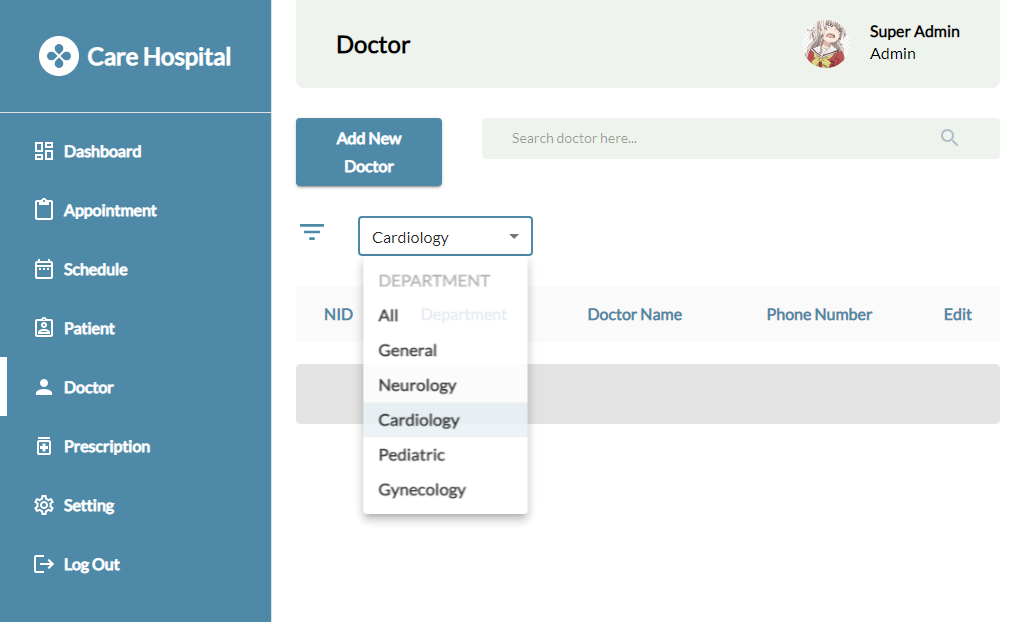 Care Hospital
Dashboard
Appointment
Schedule
Patient
Doctor
Prescription
Setting
Log Out
Doctor
Super Admin
Admin
Add New
Doctor
Search doctor here...
Cardiology
DEPARTMENT
NID
Department
Doctor Name
Phone Number
Edit
All
General
Neurology
Cardiology
Pediatric
Gynecology